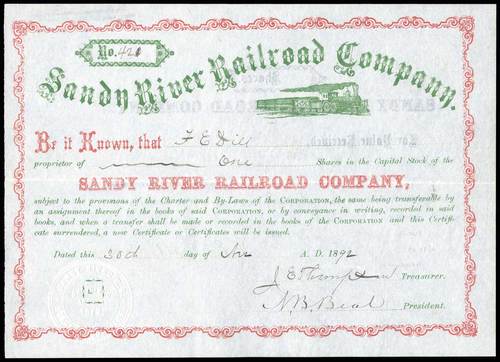 No. 421
Sandy River Railroad Company.
Be it Known, that F. E. Dill
proprietor of One Shares in the Capital Stock of the
SANDY RIVER RAILROAD COMPANY,
subject to the provisions of the Charter and By-Laws of the CORPORATION, the same being transferable by
an assignment thereof in the books of said CORPORATION, or by conveyance in writing, recorded in said
books, and when a transfer shall be made or recorded in the books of the CORPORATION and this Certifi-
cate surrendered, a new Certificate or Certificates will be issued.
Dated this 20th day of A. D. 1892
Treasurer.
N. B. Beal President.